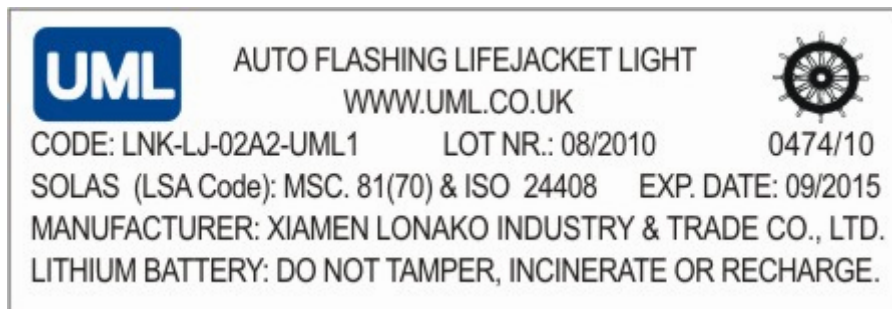 UML
AUTO FLASHING LIFEJACKET LIGHT
WWW.UML.CO.UK
CODE: LNK-LJ-02A2-UML1 LOT NR.: 08/2010 0474/10
SOLAS (LSA Code): MSC. 81(70) & ISO 24408 EXP. DATE: 09/2015
MANUFACTURER: XIAMEN LONAKO INDUSTRY & TRADE CO., LTD.
LITHIUM BATTERY: DO NOT TAMPER, INCINERATE OR RECHARGE.